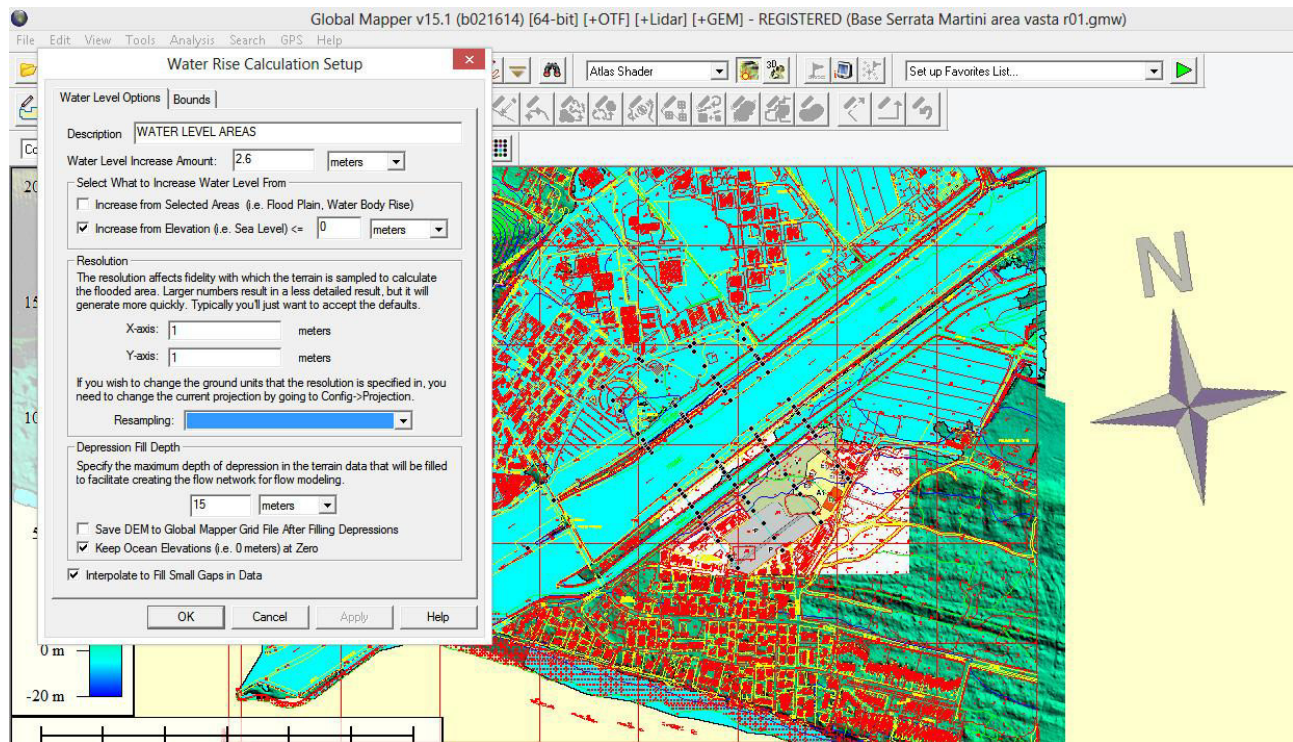 Global Mapper v15.1 (b021614) [64-bit] [+OTF] [+Lidar] [+GEM] - REGISTERED (Base Serrata Martini area vasta r01.gmw)
File Edit View Tools Analysis Search GPS Help
Water Rise Calculation Setup
Atlas Shader
3D
Set up Favorites List...
Water Level Options
Bounds
Description WATER LEVEL AREAS
Water Level Increase Amount: 2.6 meters
Select What to Increase Water Level From
Increase from Selected Areas (i.e. Flood Plain, Water Body Rise)
Increase from Elevation (i.e. Sea Level) <= 0 meters
Resolution
The resolution affects fidelity with which the terrain is sampled to calculate
the flooded area. Larger numbers result in a less detailed result, but it will
generate more quickly. Typically you'll just want to accept the defaults.
X-axis: 1 meters
Y-axis: 1 meters
If you wish to change the ground units that the resolution is specified in, you
need to change the current projection by going to Config->Projection.
Resampling:
Depression Fill Depth
Specify the maximum depth of depression in the terrain data that will be filled
to facilitate creating the flow network for flow modeling.
15 meters
Save DEM to Global Mapper Grid File After Filling Depressions
Keep Ocean Elevations (i.e. 0 meters) at Zero
Interpolate to Fill Small Gaps in Data
OK Cancel Apply Help
0 m
-20 m
N